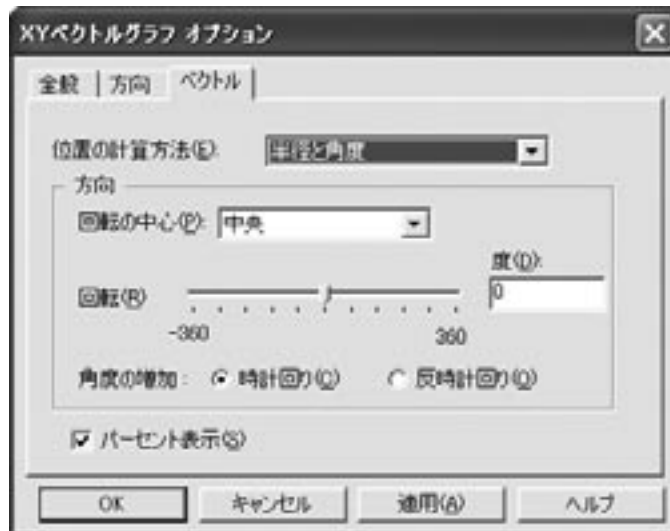 XYベクトルグラフ オプション
全般 方向 ベクトル
位置の計算方法(E): 半径と角度
方向
回転の中心(P): 中央
度(D):
回転(R) 0
-360 360
角度の増加: 時計回り(C) 反時計回り(O)
パーセント表示(S)
OK キャンセル 適用(A) ヘルプ